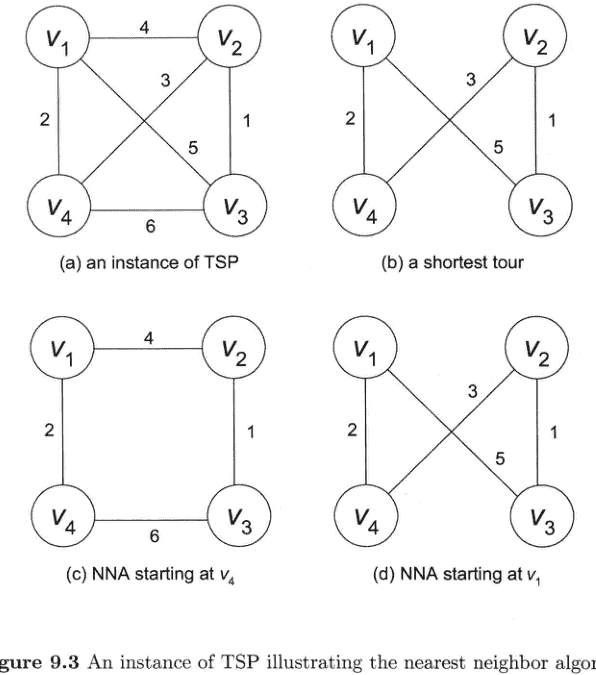 v1 4 v2
3
2 1
5
v4 6 v3
(a) an instance of TSP
v1 v2
3
2 1
5
v4 v3
(b) a shortest tour
v1 4 v2
2 1
v4 6 v3
(c) NNA starting at v4
v1 v2
3
2 1
5
v4 v3
(d) NNA starting at v1
gure 9.3 An instance of TSP illustrating the nearest neighbor algor